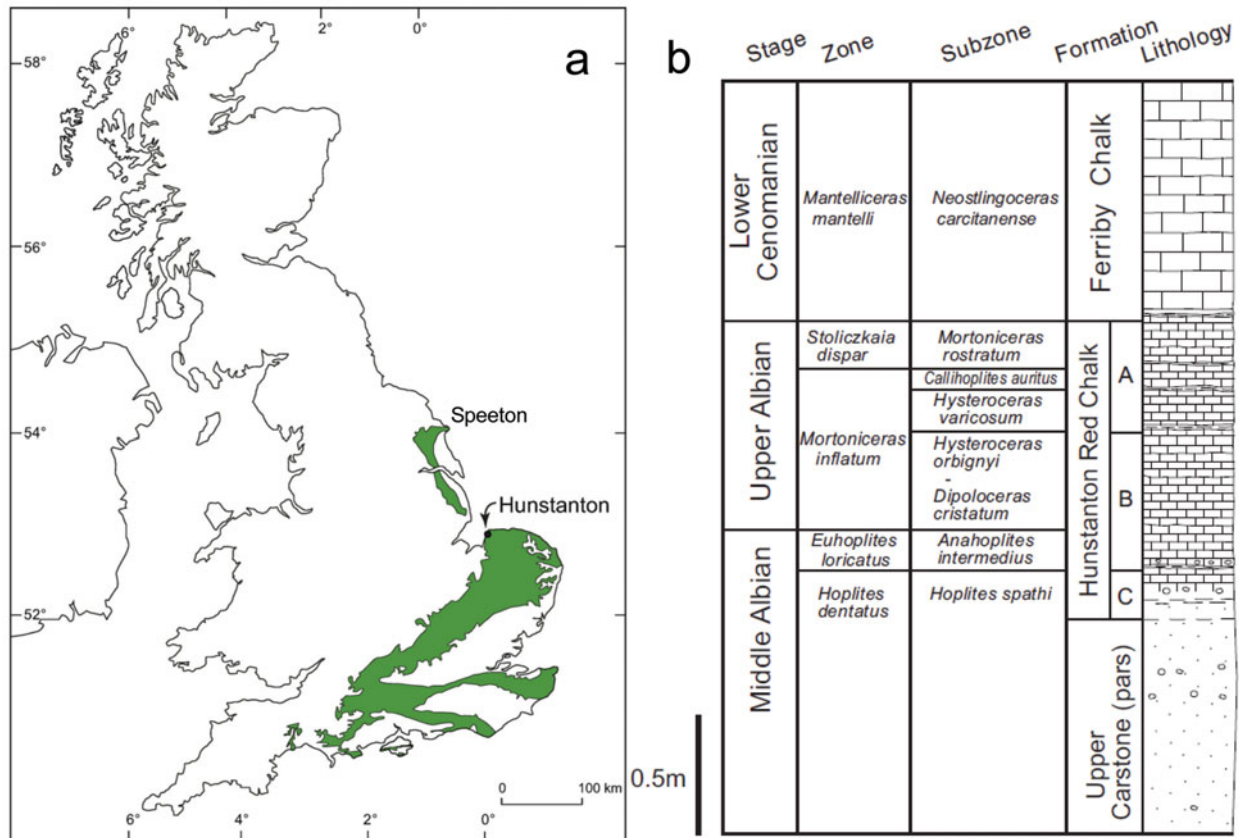 6°
2°
0°
58°
56°
54°
52°
a
Speeton
Hunstanton
0
100 km
6°
4°
2°
0°
b
Stage
Zone
Subzone
Formation
Lithology
Lower
Cenomanian
Mantelliceras
mantelli
Neostlingoceras
carcitanense
Ferriby Chalk
Upper Albian
Stoliczkaia
dispar
Mortoniceras
rostratum
Callihoplites auritus
Hysteroceras
varicosum
Mortoniceras
inflatum
Hysteroceras
orbignyi
-
Dipoloceras
cristatum
Hunstanton Red Chalk
A
B
C
Middle Albian
Euhoplites
loricatus
Anahoplites
intermedius
Hoplites
dentatus
Hoplites spathi
Upper
Carstone (pars)
0.5m